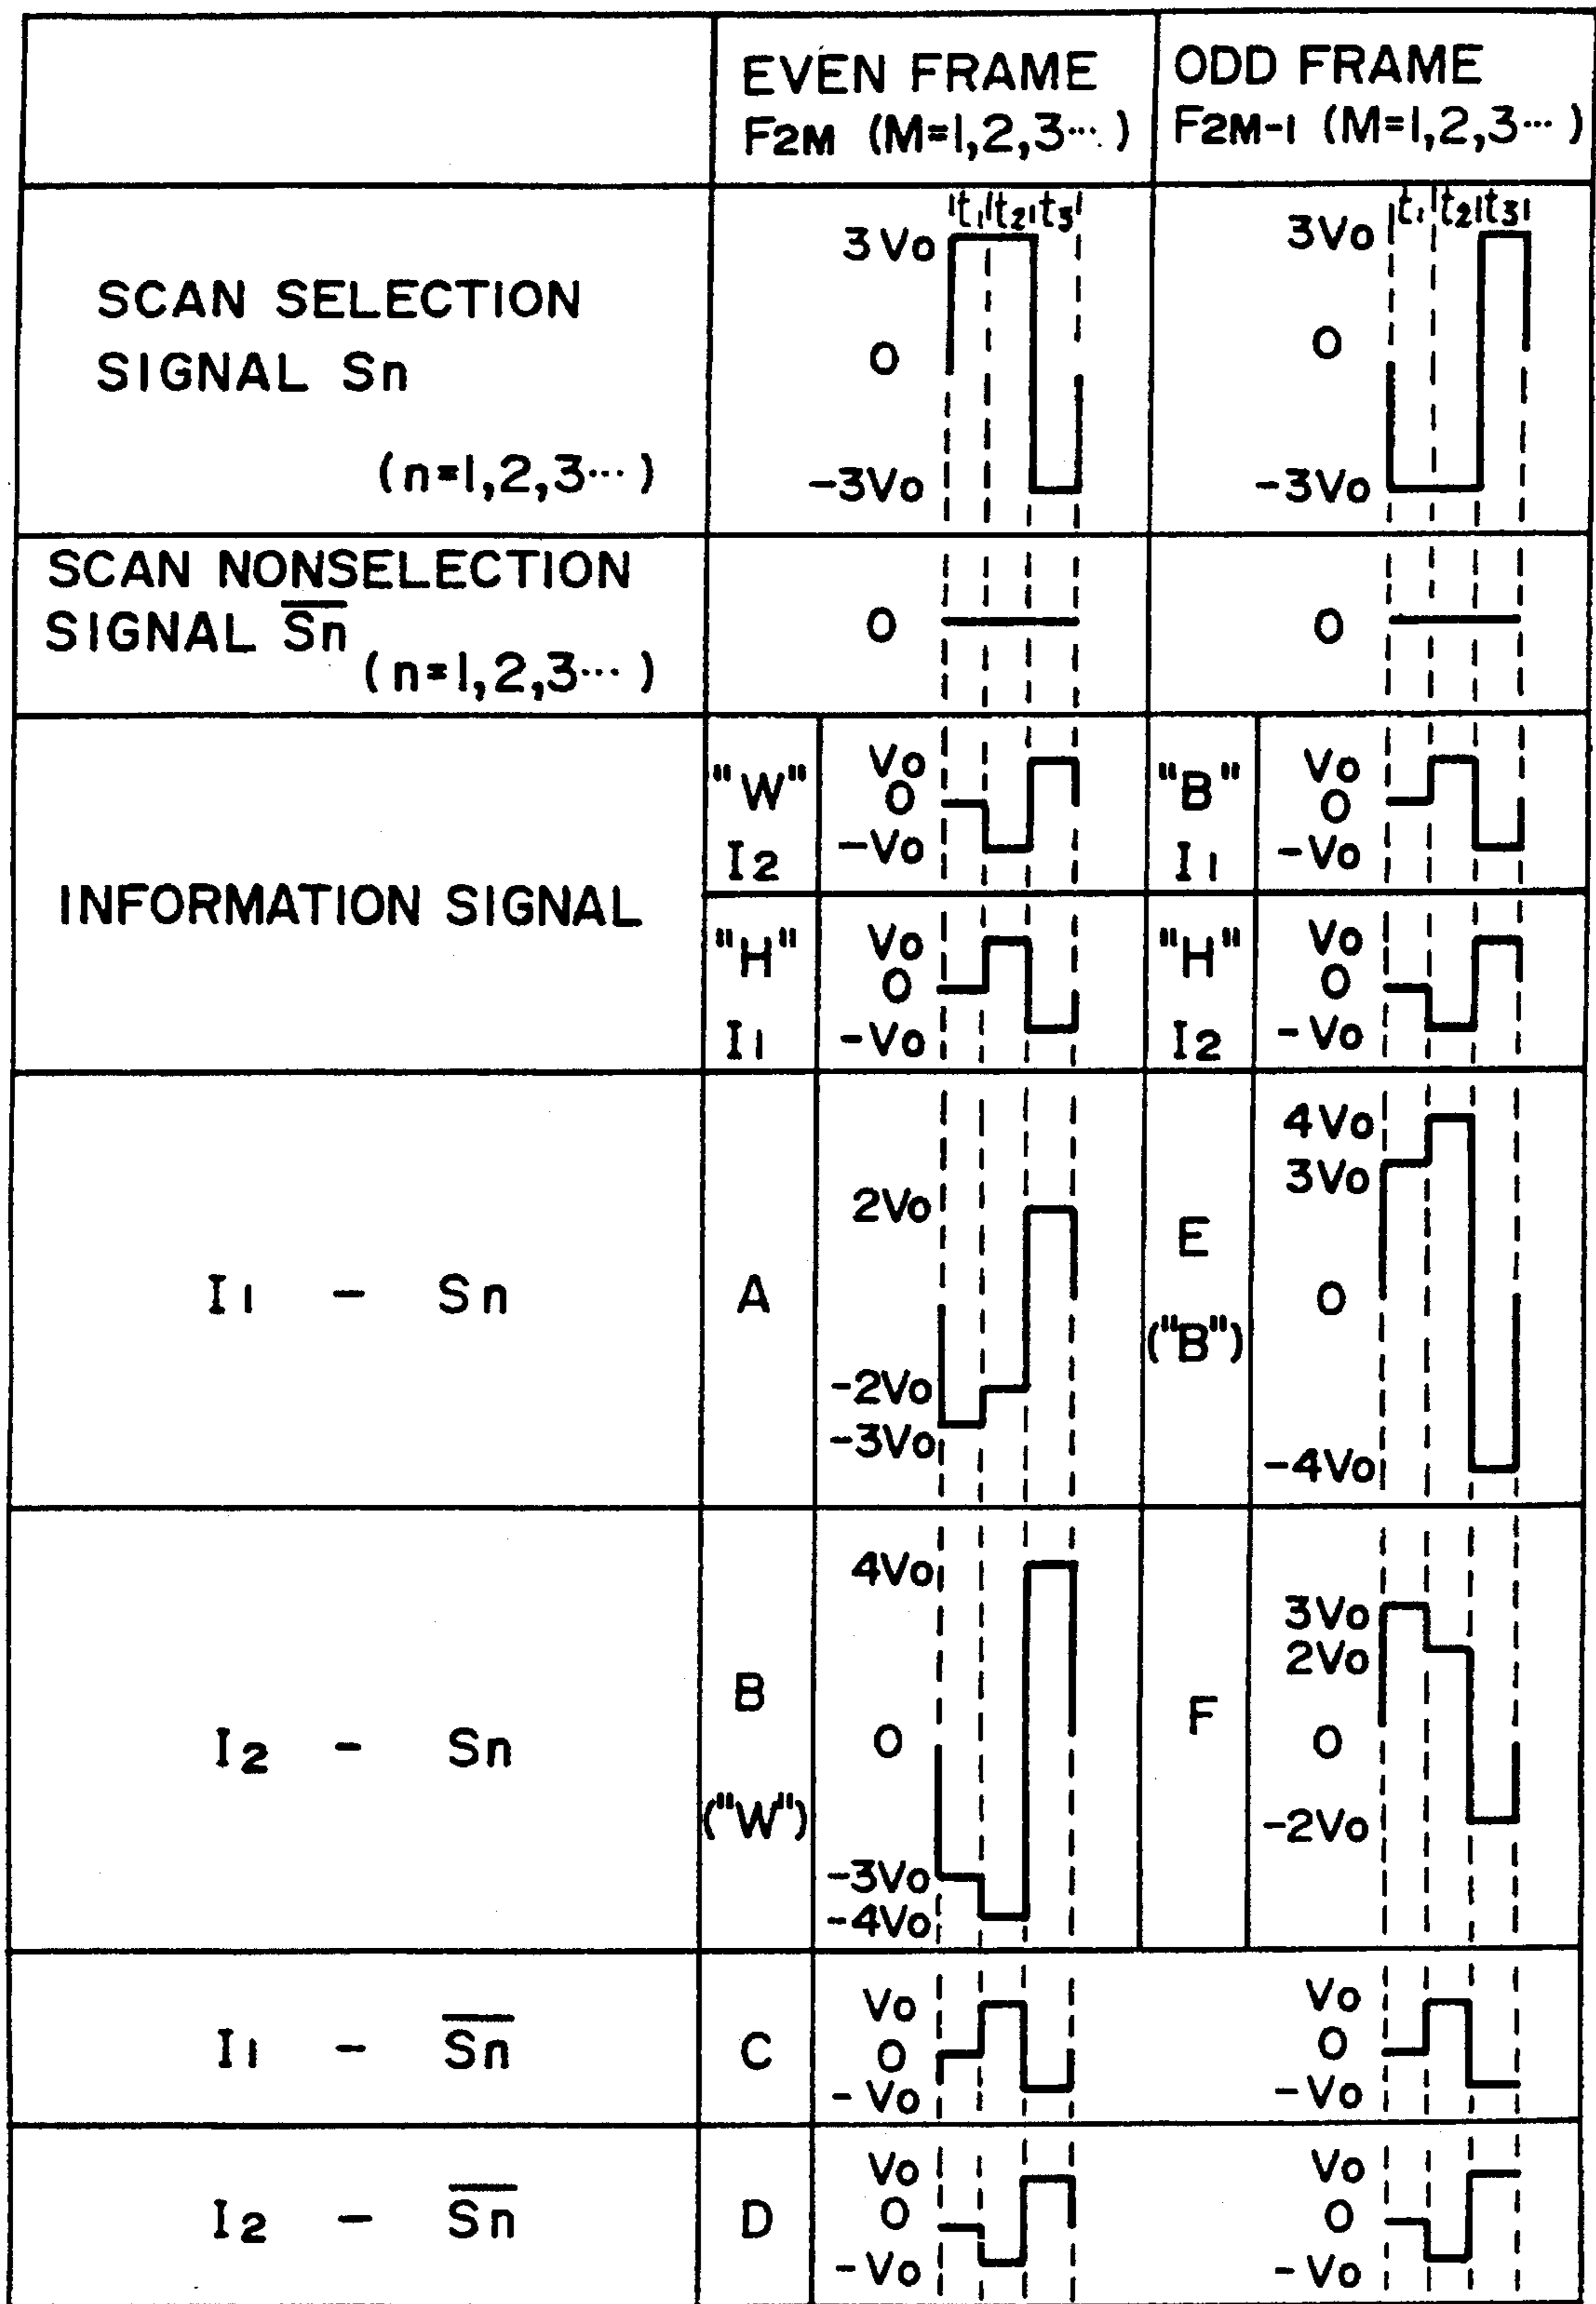 EVEN FRAME
F2M (M=1,2,3···)
ODD FRAME
F2M-1 (M=1,2,3···)
SCAN SELECTION
SIGNAL Sn
(n=1,2,3···)
t1 t2 t3
3Vo
0
-3Vo
t1 t2 t3
3Vo
0
-3Vo
SCAN NONSELECTION
SIGNAL S̅n̅
(n=1,2,3···)
0
0
INFORMATION SIGNAL
"W"
I2
Vo
0
-Vo
"B"
I1
Vo
0
-Vo
"H"
I1
Vo
0
-Vo
"H"
I2
Vo
0
-Vo
I1 - Sn
A
2Vo
-2Vo
-3Vo
E
("B")
4Vo
3Vo
0
-4Vo
I2 - Sn
B
("W")
4Vo
0
-3Vo
-4Vo
F
3Vo
2Vo
0
-2Vo
I1 - S̅n̅
C
Vo
0
-Vo
Vo
0
-Vo
I2 - S̅n̅
D
Vo
0
-Vo
Vo
0
-Vo